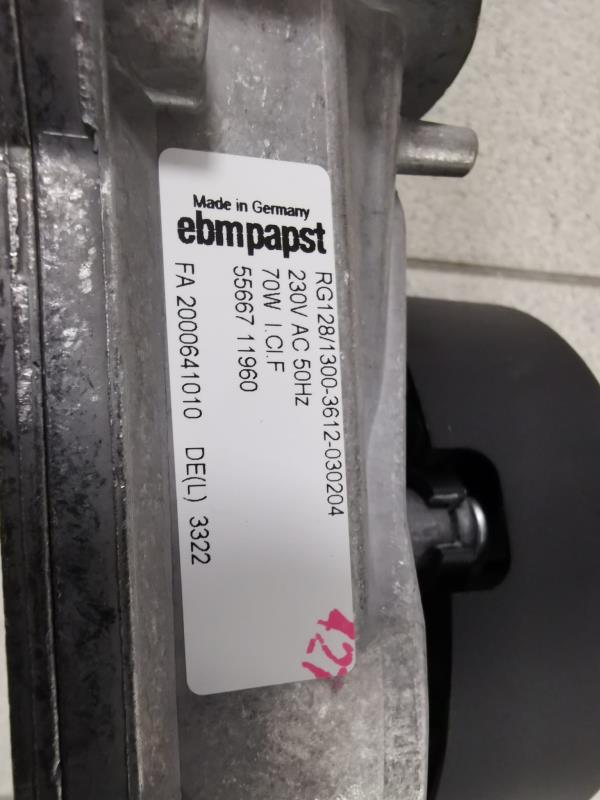 Made in Germany
ebmpapst
RG128/1300-3612-030204
230V AC 50Hz
70W I.Cl.F
55667 11960
FA 2000641010 DE(L) 3322